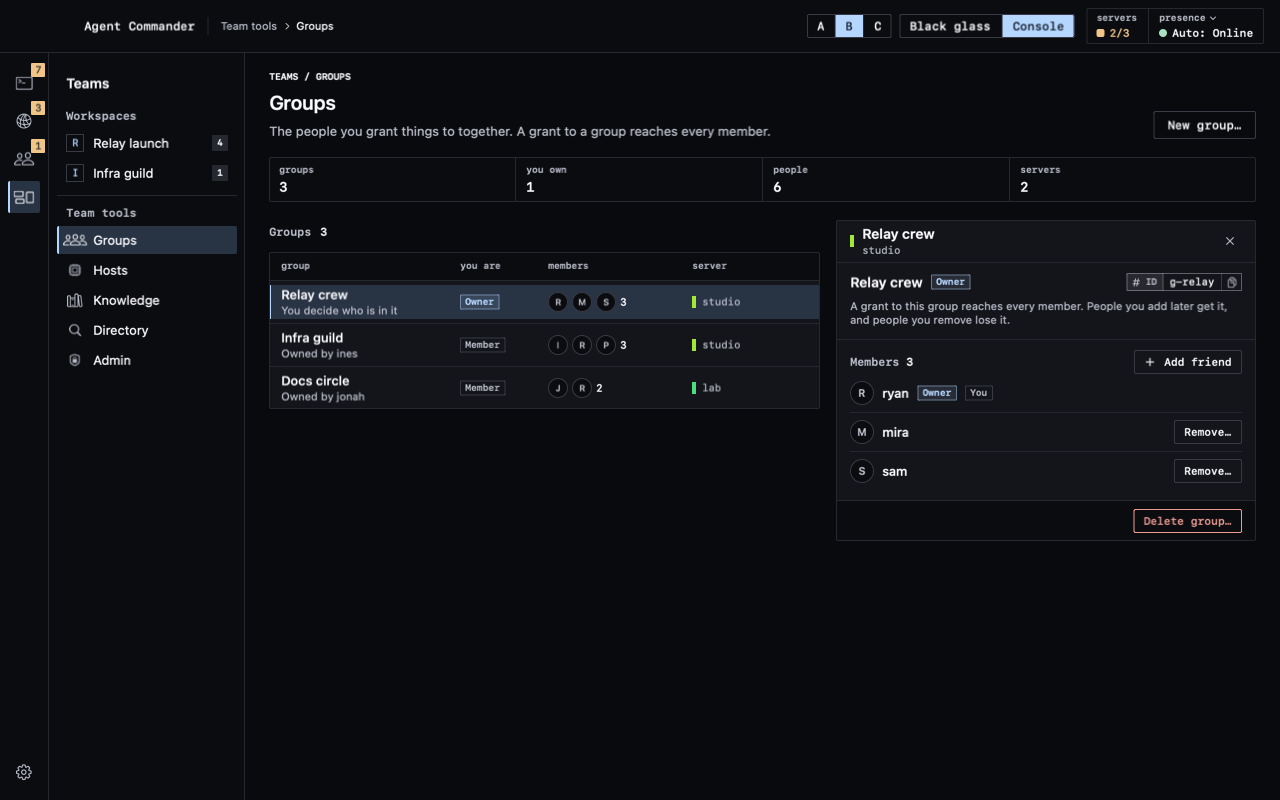 Agent Commander
Team tools > Groups
A B C
Black glass Console
servers
2/3
presence
Auto: Online
7
3
1
Teams
Workspaces
R Relay launch 4
I Infra guild 1
Team tools
Groups
Hosts
Knowledge
Directory
Admin
TEAMS / GROUPS
Groups
The people you grant things to together. A grant to a group reaches every member.
New group…
groups
3
you own
1
people
6
servers
2
Groups 3
group you are members server
Relay crew
You decide who is in it
Owner
R M S 3
studio
Infra guild
Owned by ines
Member
I R P 3
studio
Docs circle
Owned by jonah
Member
J R 2
lab
Relay crew
studio
Relay crew Owner
# ID g-relay
A grant to this group reaches every member. People you add later get it,
and people you remove lose it.
Members 3
+ Add friend
R ryan Owner You
M mira Remove…
S sam Remove…
Delete group…